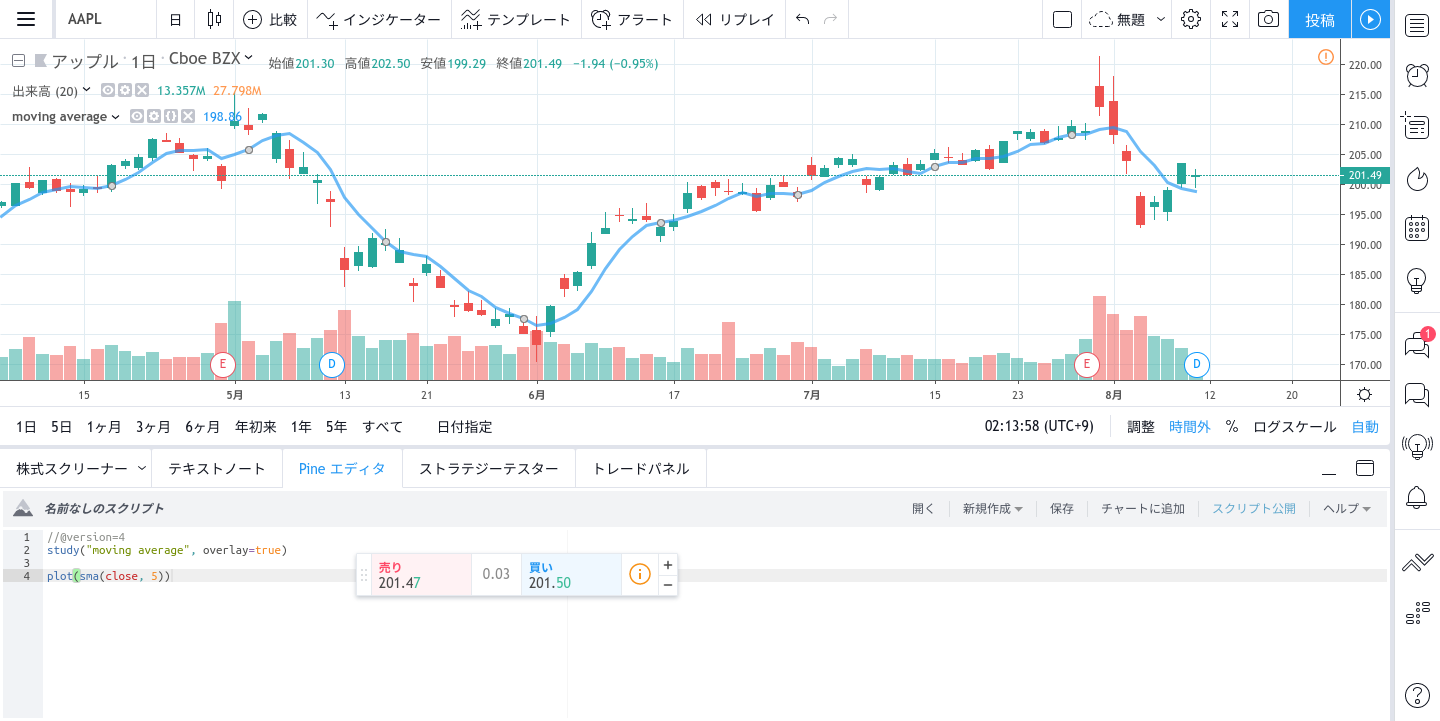 AAPL 日 比較 インジケーター テンプレート アラート リプレイ 無題 投稿
アップル · 1日 · Cboe BZX 始値201.30 高値202.50 安値199.29 終値201.49 −1.94 (−0.95%)
出来高 (20) 13.357M 27.798M
moving average 198.86
220.00
215.00
210.00
205.00
201.49
200.00
195.00
190.00
185.00
180.00
175.00
170.00
1
E D E D
15 5月 13 21 6月 17 7月 15 23 8月 12 20
1日 5日 1ヶ月 3ヶ月 6ヶ月 年初来 1年 5年 すべて 日付指定 02:13:58 (UTC+9) 調整 時間外 % ログスケール 自動
株式スクリーナー テキストノート Pine エディタ ストラテジーテスター トレードパネル
名前なしのスクリプト 開く 新規作成 保存 チャートに追加 スクリプト公開 ヘルプ
1 //@version=4
2 study("moving average", overlay=true)
3
4 plot(sma(close, 5))
売り 買い
201.47 0.03 201.50